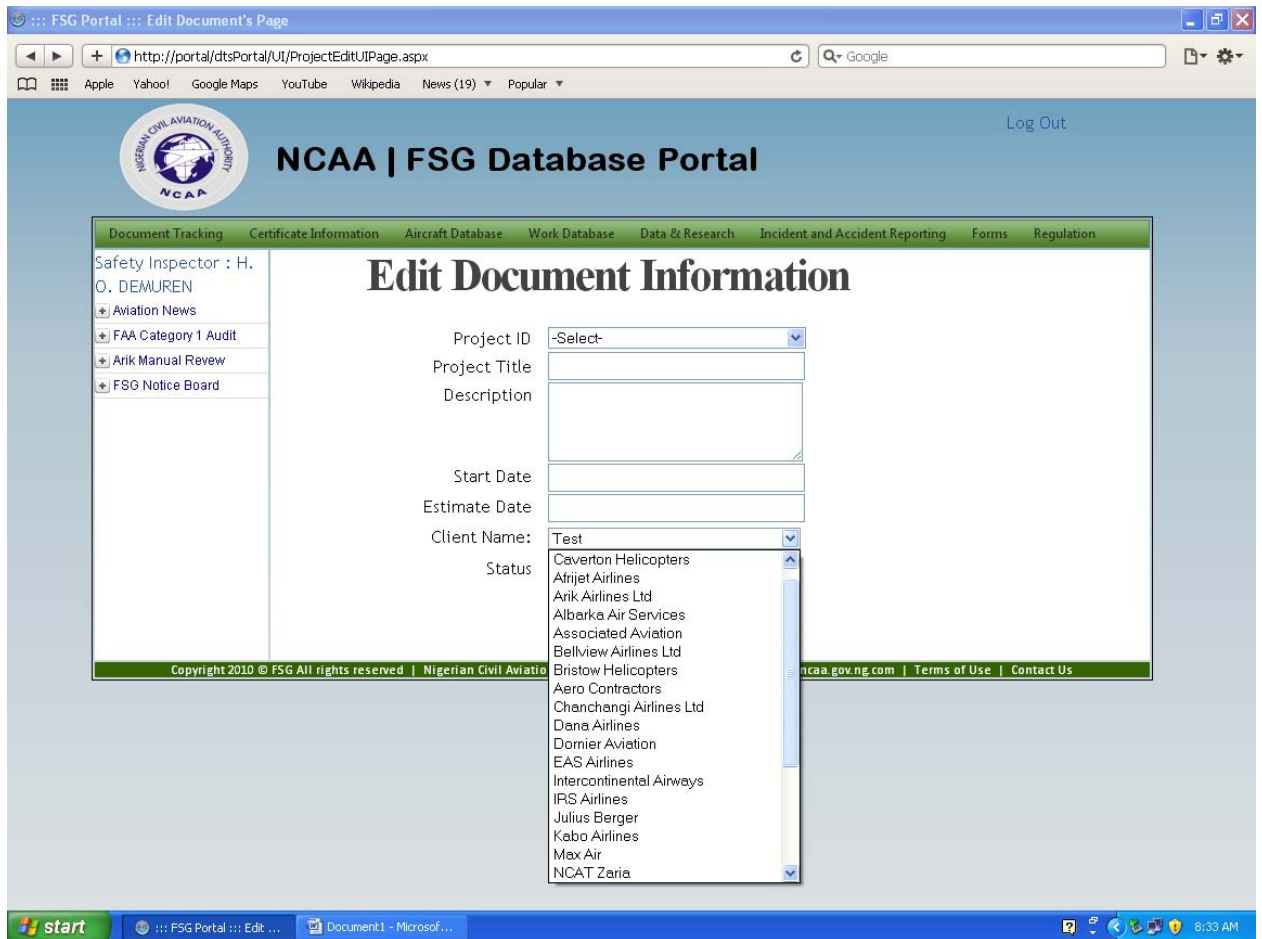 ::: FSG Portal ::: Edit Document's Page
http://portal/dtsPortal/UI/ProjectEditUIPage.aspx
Google
Apple Yahoo! Google Maps YouTube Wikipedia News (19) Popular
NIGERIAN CIVIL AVIATION AUTHORITY
NCAA
Log Out
NCAA | FSG Database Portal
Document Tracking Certificate Information Aircraft Database Work Database Data & Research Incident and Accident Reporting Forms Regulation
Safety Inspector : H.
O. DEMUREN
Aviation News
FAA Category 1 Audit
Arik Manual Revew
FSG Notice Board
Edit Document Information
Project ID -Select-
Project Title
Description
Start Date
Estimate Date
Client Name: Test
Status
Caverton Helicopters
Afrijet Airlines
Arik Airlines Ltd
Albarka Air Services
Associated Aviation
Bellview Airlines Ltd
Bristow Helicopters
Aero Contractors
Chanchangi Airlines Ltd
Dana Airlines
Dornier Aviation
EAS Airlines
Intercontinental Airways
IRS Airlines
Julius Berger
Kabo Airlines
Max Air
NCAT Zaria
Copyright 2010 © FSG All rights reserved | Nigerian Civil Aviatio ncaa.gov.ng.com | Terms of Use | Contact Us
start ::: FSG Portal ::: Edit ... Document1 - Microsof... 8:33 AM